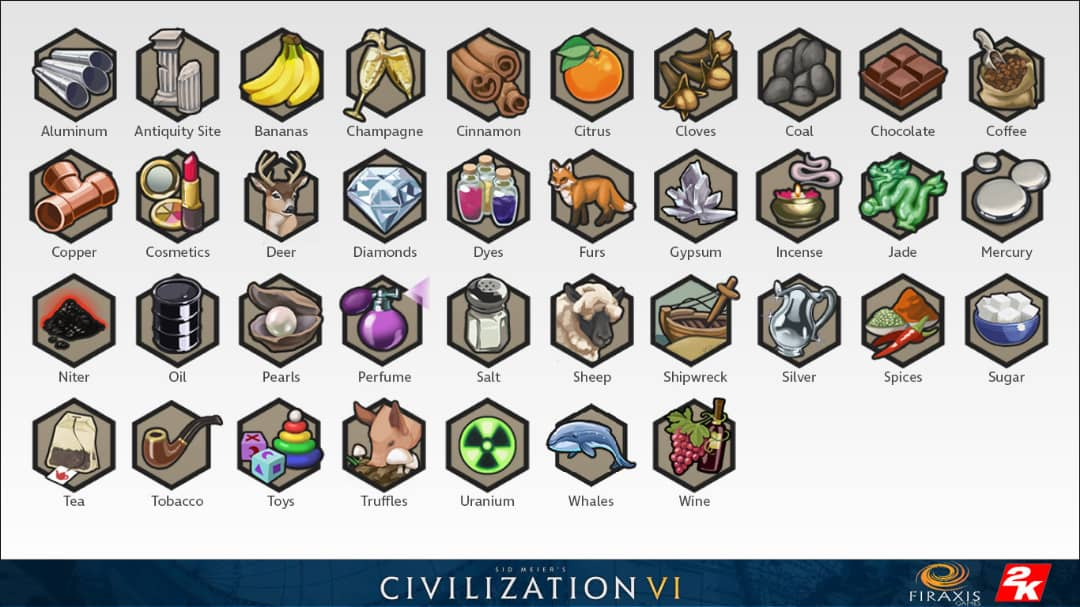 Aluminum Antiquity Site Bananas Champagne Cinnamon Citrus Cloves Coal Chocolate Coffee
Copper Cosmetics Deer Diamonds Dyes Furs Gypsum Incense Jade Mercury
Niter Oil Pearls Perfume Salt Sheep Shipwreck Silver Spices Sugar
Tea Tobacco Toys Truffles Uranium Whales Wine
SID MEIER'S
CIVILIZATION VI
FIRAXIS
GAMES
2K